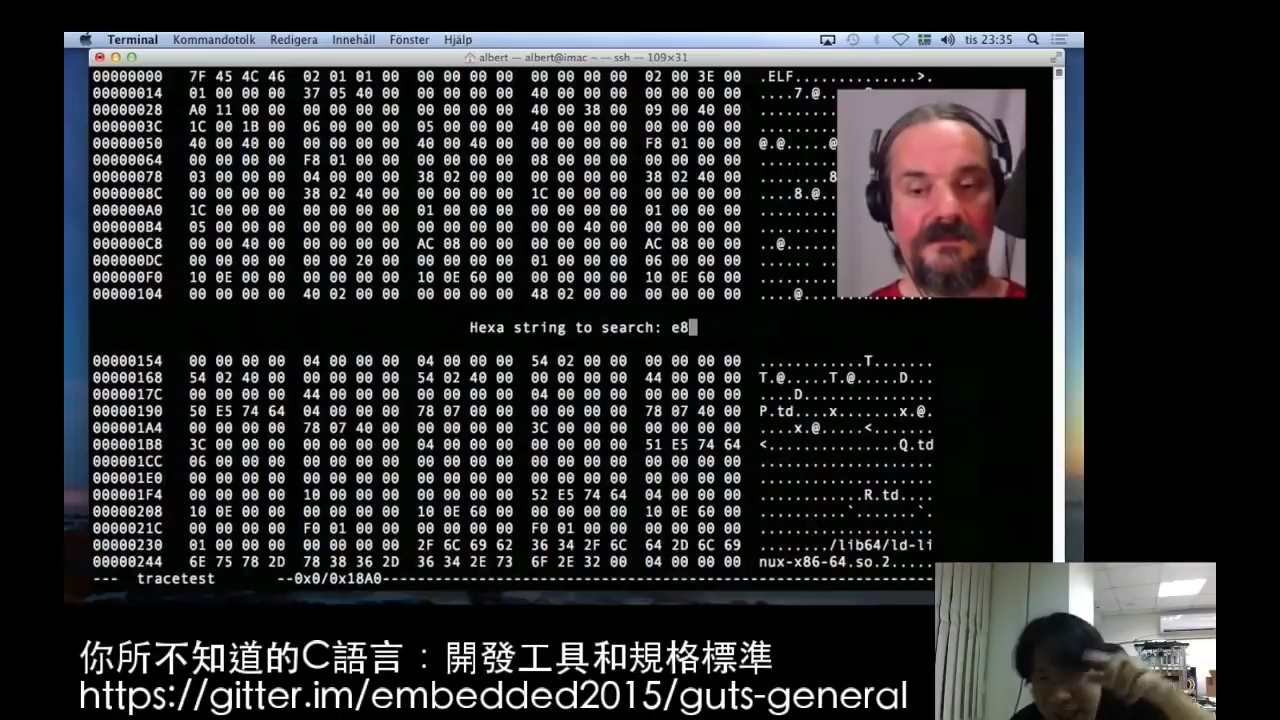 Terminal Kommandotolk Redigera Innehåll Fönster Hjälp tis 23:35
albert — albert@imac ~ — ssh — 109×31
00000000 7F 45 4C 46 02 01 01 00 00 00 00 00 00 00 00 00 02 00 3E 00 .ELF..............>.
00000014 01 00 00 00 37 05 40 00 00 00 00 00 40 00 00 00 00 00 00 00 ....7.@.....@
00000028 A0 11 00 00 00 00 00 00 00 00 00 00 40 00 38 00 09 00 40 00 ..........
0000003C 1C 00 1B 00 06 00 00 00 05 00 00 00 40 00 00 00 00 00 00 00 ..........
00000050 40 00 40 00 00 00 00 00 40 00 40 00 00 00 00 00 F8 01 00 00 @.@.....@
00000064 00 00 00 00 F8 01 00 00 00 00 00 00 08 00 00 00 00 00 00 00 ..........
00000078 03 00 00 00 04 00 00 00 38 02 00 00 00 00 00 00 38 02 40 00 ........8
0000008C 00 00 00 00 38 02 40 00 00 00 00 00 1C 00 00 00 00 00 00 00 ....8.@...
000000A0 1C 00 00 00 00 00 00 00 01 00 00 00 00 00 00 00 01 00 00 00 ..........
000000B4 05 00 00 00 00 00 00 00 00 00 00 00 00 00 40 00 00 00 00 00 ..........
000000C8 00 00 40 00 00 00 00 00 AC 08 00 00 00 00 00 00 AC 08 00 00 ..@.......
000000DC 00 00 00 00 00 00 20 00 00 00 00 00 01 00 00 00 06 00 00 00 ...... ...
000000F0 10 0E 00 00 00 00 00 00 10 0E 60 00 00 00 00 00 10 0E 60 00 ..........
00000104 00 00 00 00 40 02 00 00 00 00 00 00 48 02 00 00 00 00 00 00 ....@.......H.......
Hexa string to search: e8
00000154 00 00 00 00 04 00 00 00 04 00 00 00 54 02 00 00 00 00 00 00 ............T.......
00000168 54 02 40 00 00 00 00 00 54 02 40 00 00 00 00 00 44 00 00 00 T.@.....T.@.....D...
0000017C 00 00 00 00 44 00 00 00 00 00 00 00 04 00 00 00 00 00 00 00 ....D...............
00000190 50 E5 74 64 04 00 00 00 78 07 00 00 00 00 00 00 78 07 40 00 P.td....x.......x.@.
000001A4 00 00 00 00 78 07 40 00 00 00 00 00 3C 00 00 00 00 00 00 00 ....x.@.....<.......
000001B8 3C 00 00 00 00 00 00 00 04 00 00 00 00 00 00 00 51 E5 74 64 <...............Q.td
000001CC 06 00 00 00 00 00 00 00 00 00 00 00 00 00 00 00 00 00 00 00 ....................
000001E0 00 00 00 00 00 00 00 00 00 00 00 00 00 00 00 00 00 00 00 00 ....................
000001F4 00 00 00 00 10 00 00 00 00 00 00 00 52 E5 74 64 04 00 00 00 ............R.td....
00000208 10 0E 00 00 00 00 00 00 10 0E 60 00 00 00 00 00 10 0E 60 00 ..........`.......`.
0000021C 00 00 00 00 F0 01 00 00 00 00 00 00 F0 01 00 00 00 00 00 00 ....................
00000230 01 00 00 00 00 00 00 00 2F 6C 69 62 36 34 2F 6C 64 2D 6C 69 ......../lib64/ld-li
00000244 6E 75 78 2D 78 38 36 2D 36 34 2E 73 6F 2E 32 00 04 00 00 00 nux-x86-64.so.2.....
--- tracetest --0x0/0x18A0---
你所不知道的C語言：開發工具和規格標準
https://gitter.im/embedded2015/guts-general